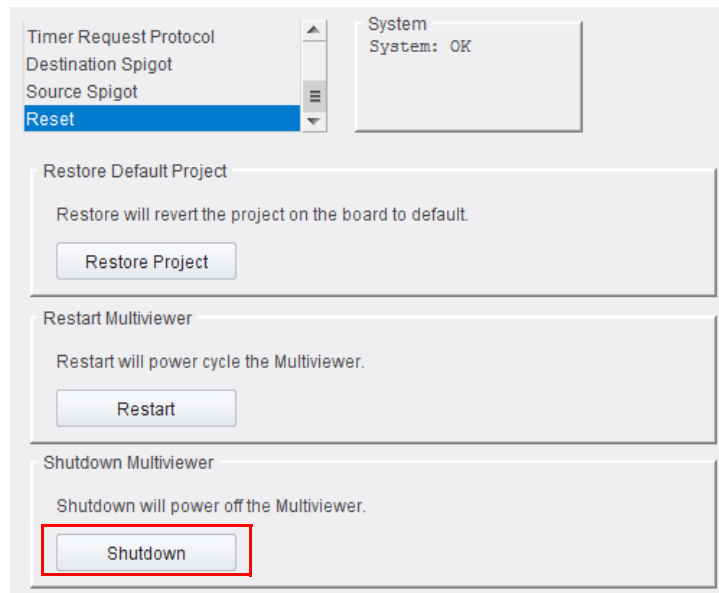 Timer Request Protocol
Destination Spigot
Source Spigot
Reset
System
System: OK
Restore Default Project
Restore will revert the project on the board to default.
Restore Project
Restart Multiviewer
Restart will power cycle the Multiviewer.
Restart
Shutdown Multiviewer
Shutdown will power off the Multiviewer.
Shutdown